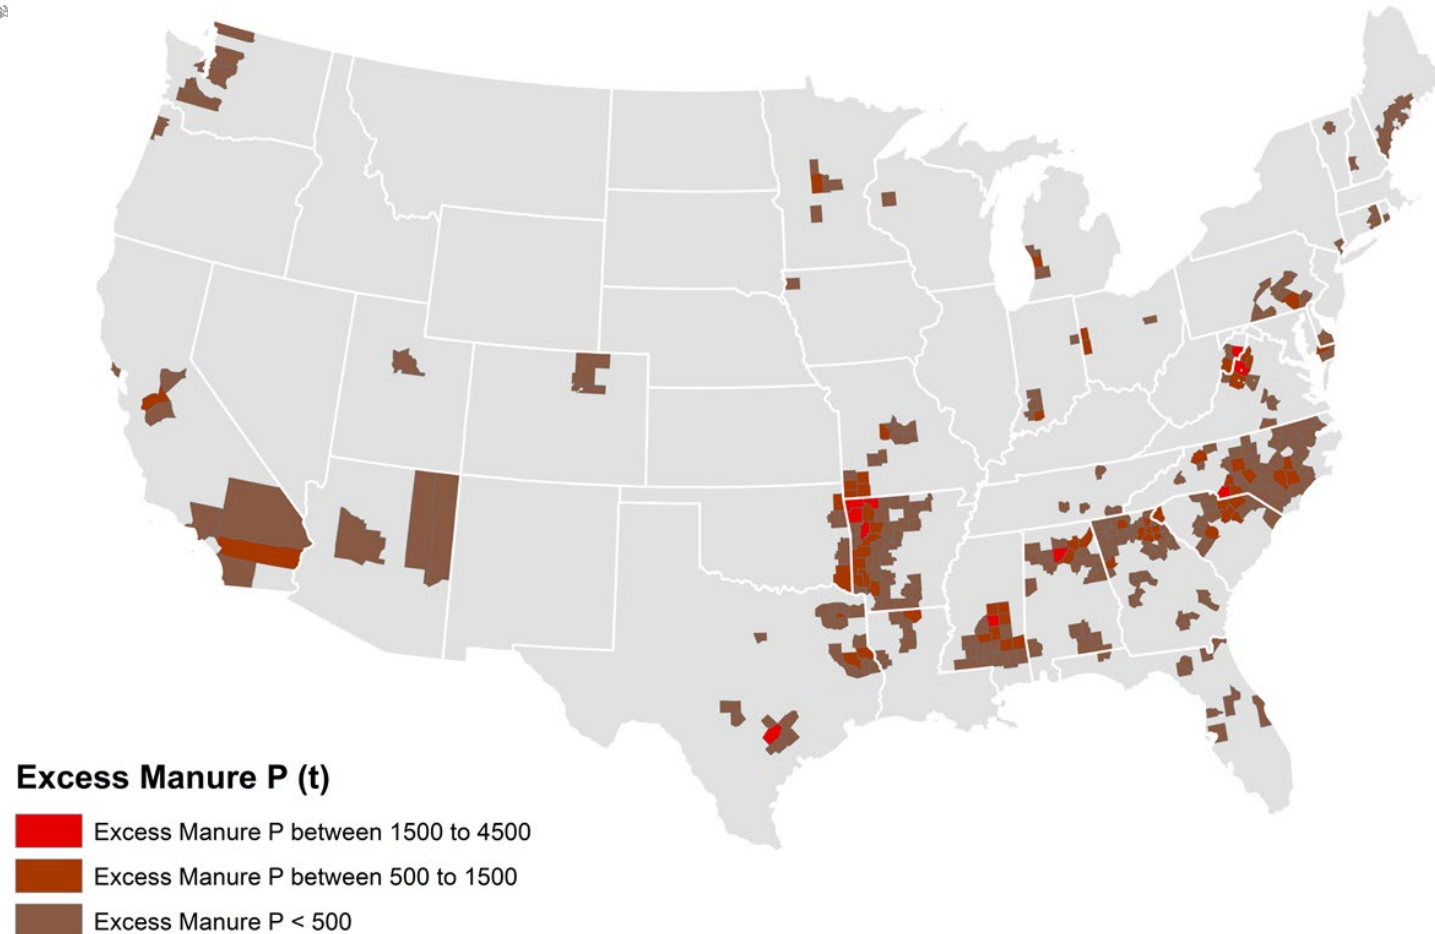 Excess Manure P (t)
Excess Manure P between 1500 to 4500
Excess Manure P between 500 to 1500
Excess Manure P < 500